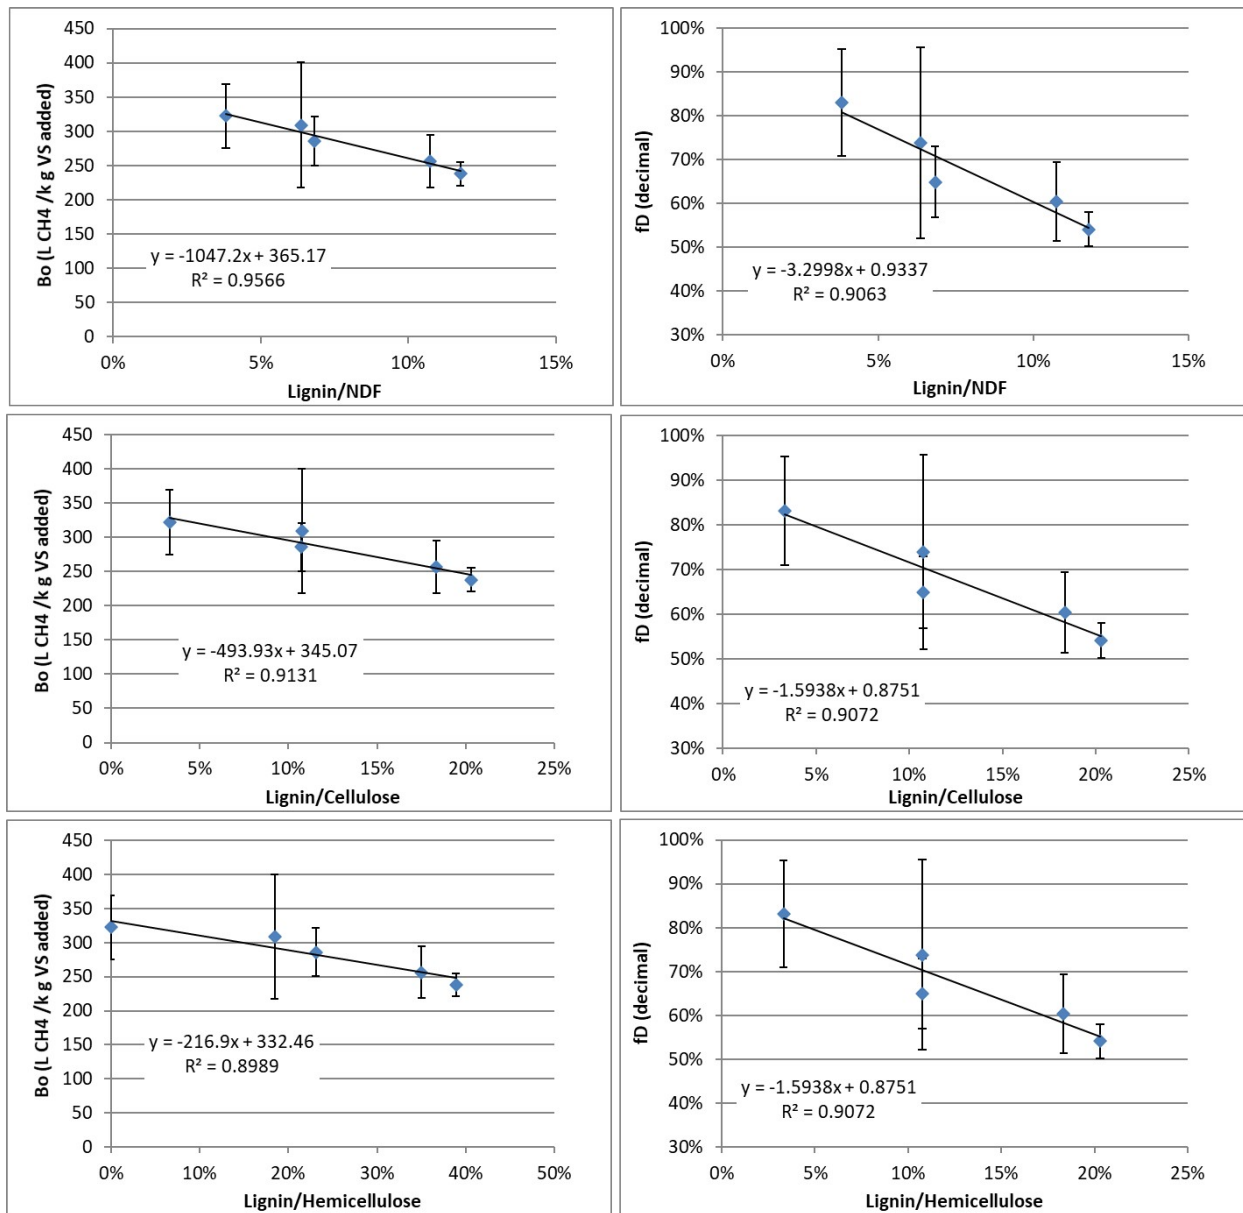 450
400
350
300
250
200
150
100
50
0
Bo (L CH4 /k g VS added)
y = -1047.2x + 365.17
R² = 0.9566
0% 5% 10% 15%
Lignin/NDF
100%
90%
80%
70%
60%
50%
40%
30%
fD (decimal)
y = -3.2998x + 0.9337
R² = 0.9063
0% 5% 10% 15%
Lignin/NDF
450
400
350
300
250
200
150
100
50
0
Bo (L CH4 /k g VS added)
y = -493.93x + 345.07
R² = 0.9131
0% 5% 10% 15% 20% 25%
Lignin/Cellulose
100%
90%
80%
70%
60%
50%
40%
30%
fD (decimal)
y = -1.5938x + 0.8751
R² = 0.9072
0% 5% 10% 15% 20% 25%
Lignin/Cellulose
450
400
350
300
250
200
150
100
50
0
Bo (L CH4 /k g VS added)
y = -216.9x + 332.46
R² = 0.8989
0% 20% 30% 40% 50%
Lignin/Hemicellulose
100%
90%
80%
70%
60%
50%
40%
30%
fD (decimal)
y = -1.5938x + 0.8751
R² = 0.9072
0% 5% 10% 15% 20% 25%
Lignin/Hemicellulose